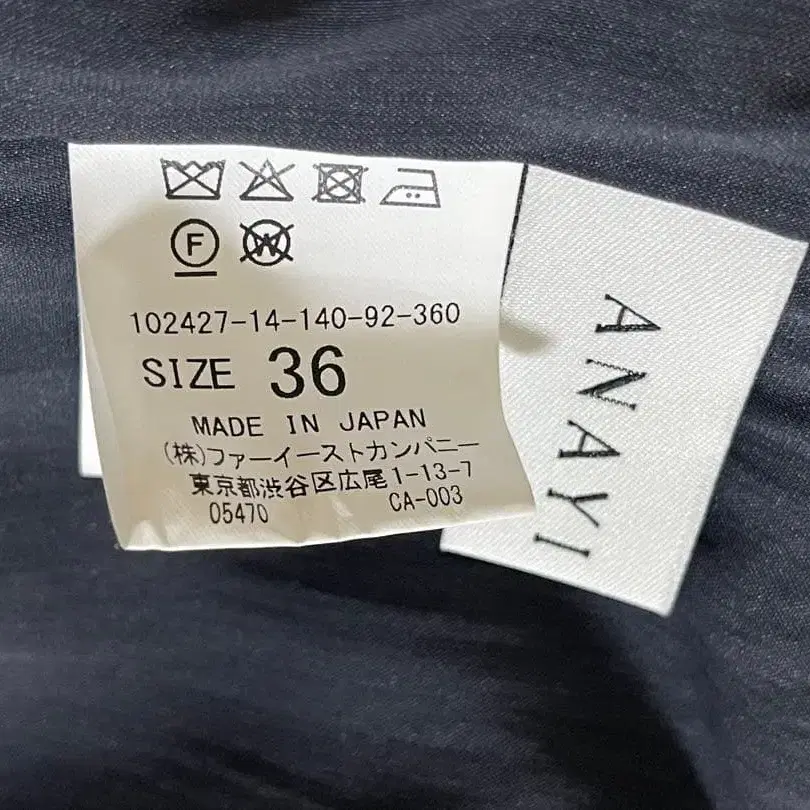 F
W
102427-14-140-92-360
SIZE 36
MADE IN JAPAN
(株)ファーイーストカンパニー
東京都渋谷区広尾1-13-7
05470 CA-003
ANAYI